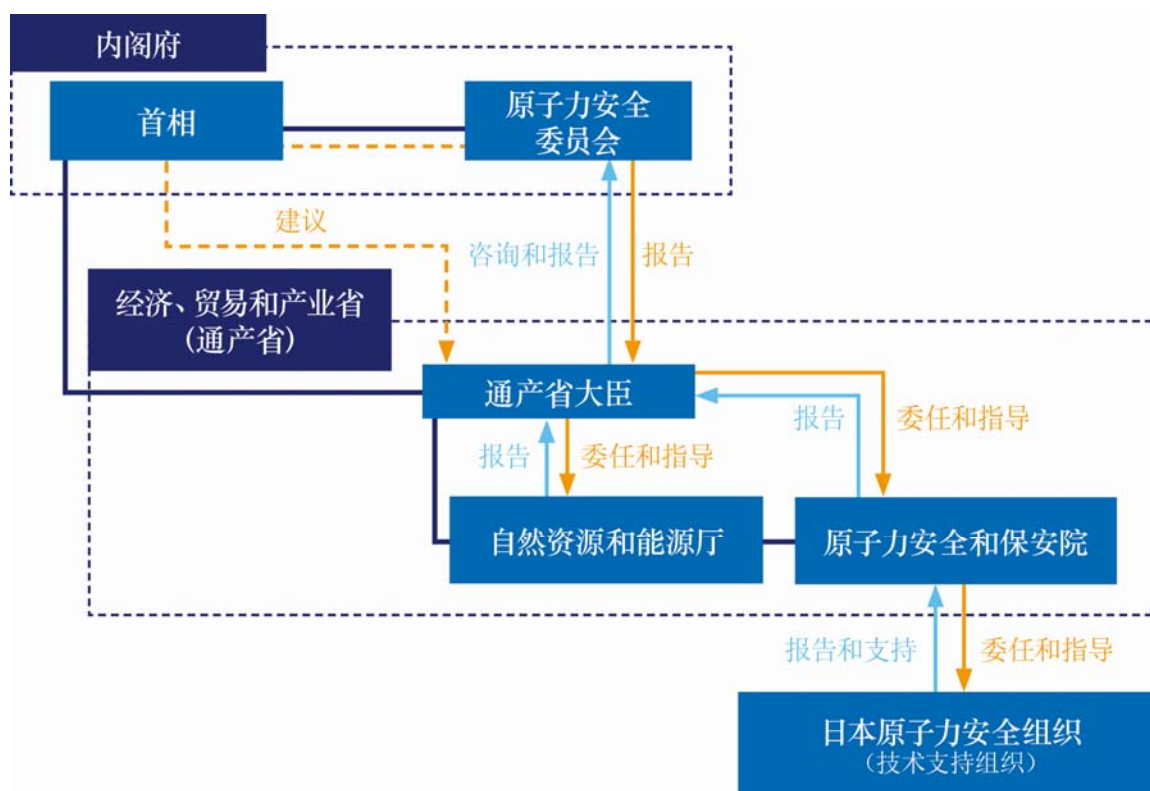 内阁府
首相
原子力安全
委员会
建议
咨询和报告
报告
经济、贸易和产业省
(通产省)
通产省大臣
报告
委任和指导
报告
委任和指导
自然资源和能源厅
原子力安全和保安院
报告和支持
委任和指导
日本原子力安全组织
(技术支持组织)